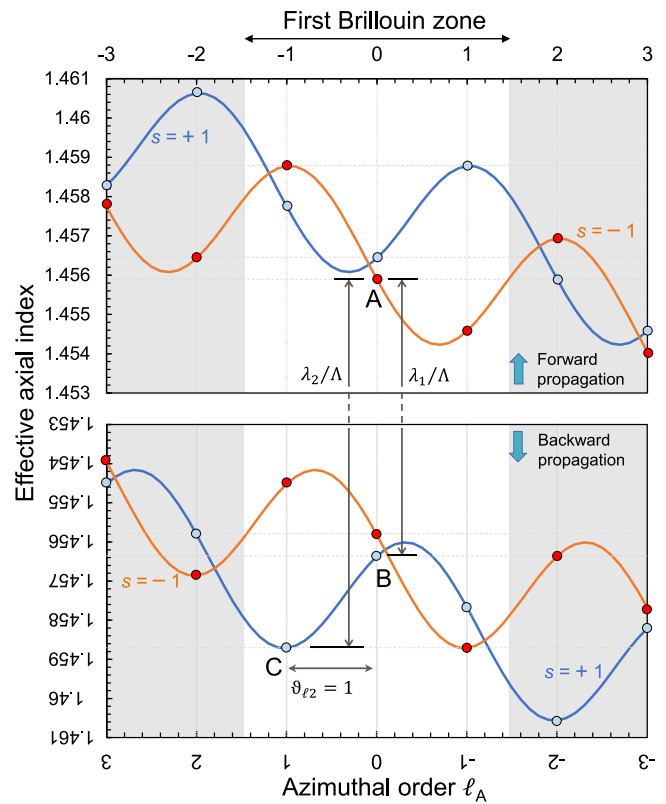 First Brillouin zone
-3 -2 -1 0 1 2 3
1.461
1.46
1.459
1.458
1.457
1.456
1.455
1.454
1.453
Effective axial index
s = + 1
s = − 1
A
λ₂/Λ
λ₁/Λ
Forward
propagation
1.453
1.454
1.455
1.456
1.457
1.458
1.459
1.46
1.461
Backward
propagation
s = − 1
B
C
ϑℓ2 = 1
s = + 1
3 2 1 0 -1 -2 -3
Azimuthal order ℓA